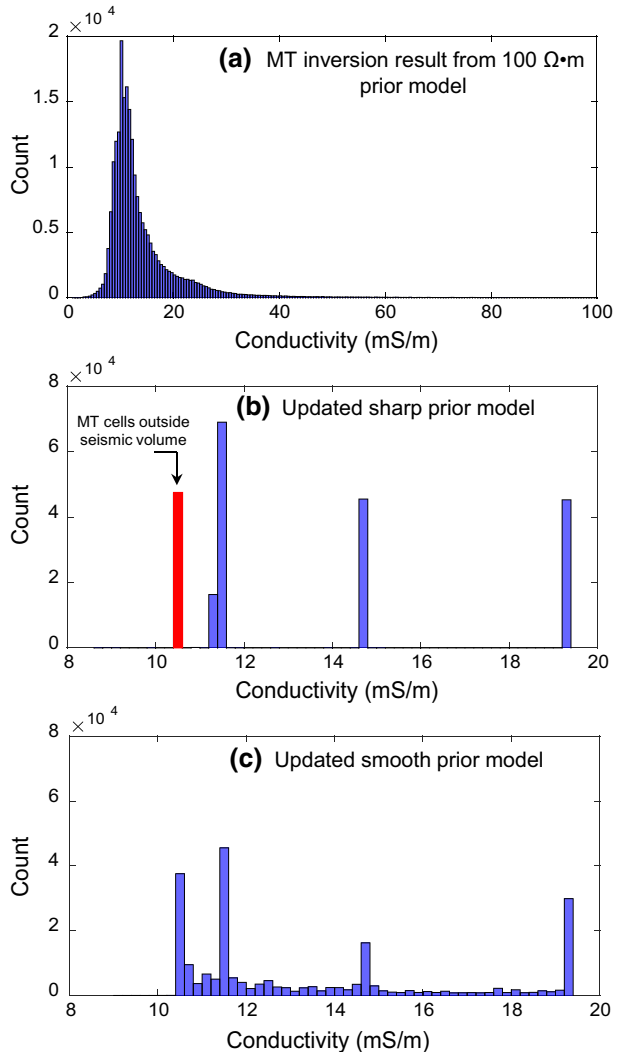 × 10 4
(a) MT inversion result from 100 Ω•m
prior model
2
1.5
1
0.5
0
Count
0 20 40 60 80 100
Conductivity (mS/m)
× 10 4
(b) Updated sharp prior model
MT cells outside
seismic volume
8
6
4
2
0
Count
8 10 12 14 16 18 20
Conductivity (mS/m)
× 10 4
(c) Updated smooth prior model
8
6
4
2
0
Count
8 10 12 14 16 18 20
Conductivity (mS/m)